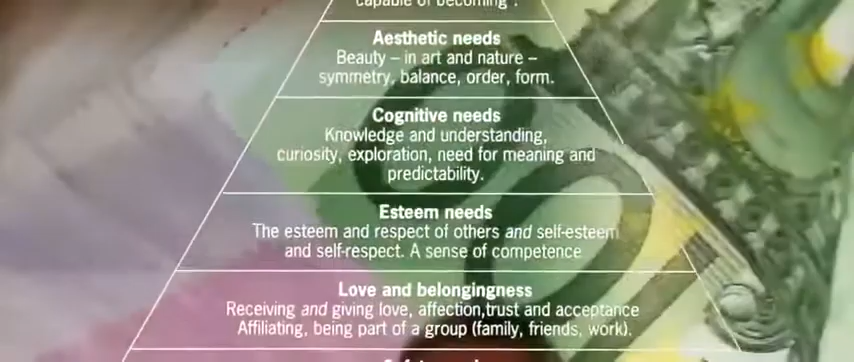 capable of becoming'.
Aesthetic needs
Beauty – in art and nature –
symmetry, balance, order, form.
Cognitive needs
Knowledge and understanding,
curiosity, exploration, need for meaning and
predictability.
Esteem needs
The esteem and respect of others and self-esteem
and self-respect. A sense of competence
Love and belongingness
Receiving and giving love, affection,trust and acceptance
Affiliating, being part of a group (family, friends, work).